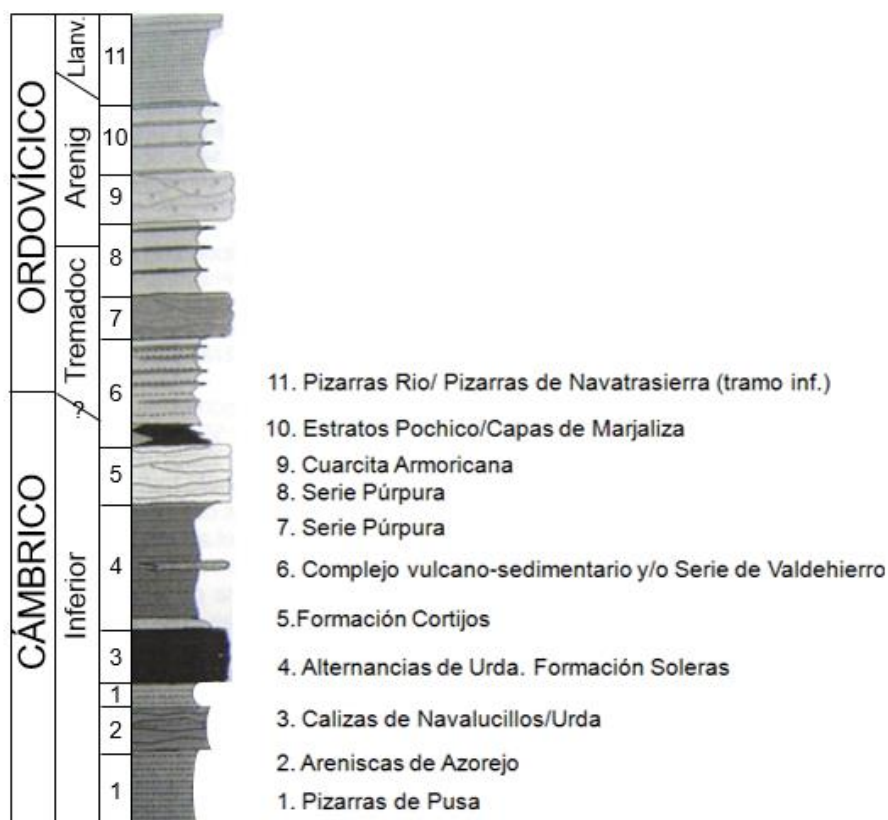 ORDOVÍCICO
CÁMBRICO
Llanv.
Arenig
Tremadoc
?
Inferior
11
10
9
8
7
6
5
4
3
1
2
1
11. Pizarras Rio/ Pizarras de Navatrasierra (tramo inf.)
10. Estratos Pochico/Capas de Marjaliza
9. Cuarcita Armoricana
8. Serie Púrpura
7. Serie Púrpura
6. Complejo vulcano-sedimentario y/o Serie de Valdehierro
5.Formación Cortijos
4. Alternancias de Urda. Formación Soleras
3. Calizas de Navalucillos/Urda
2. Areniscas de Azorejo
1. Pizarras de Pusa